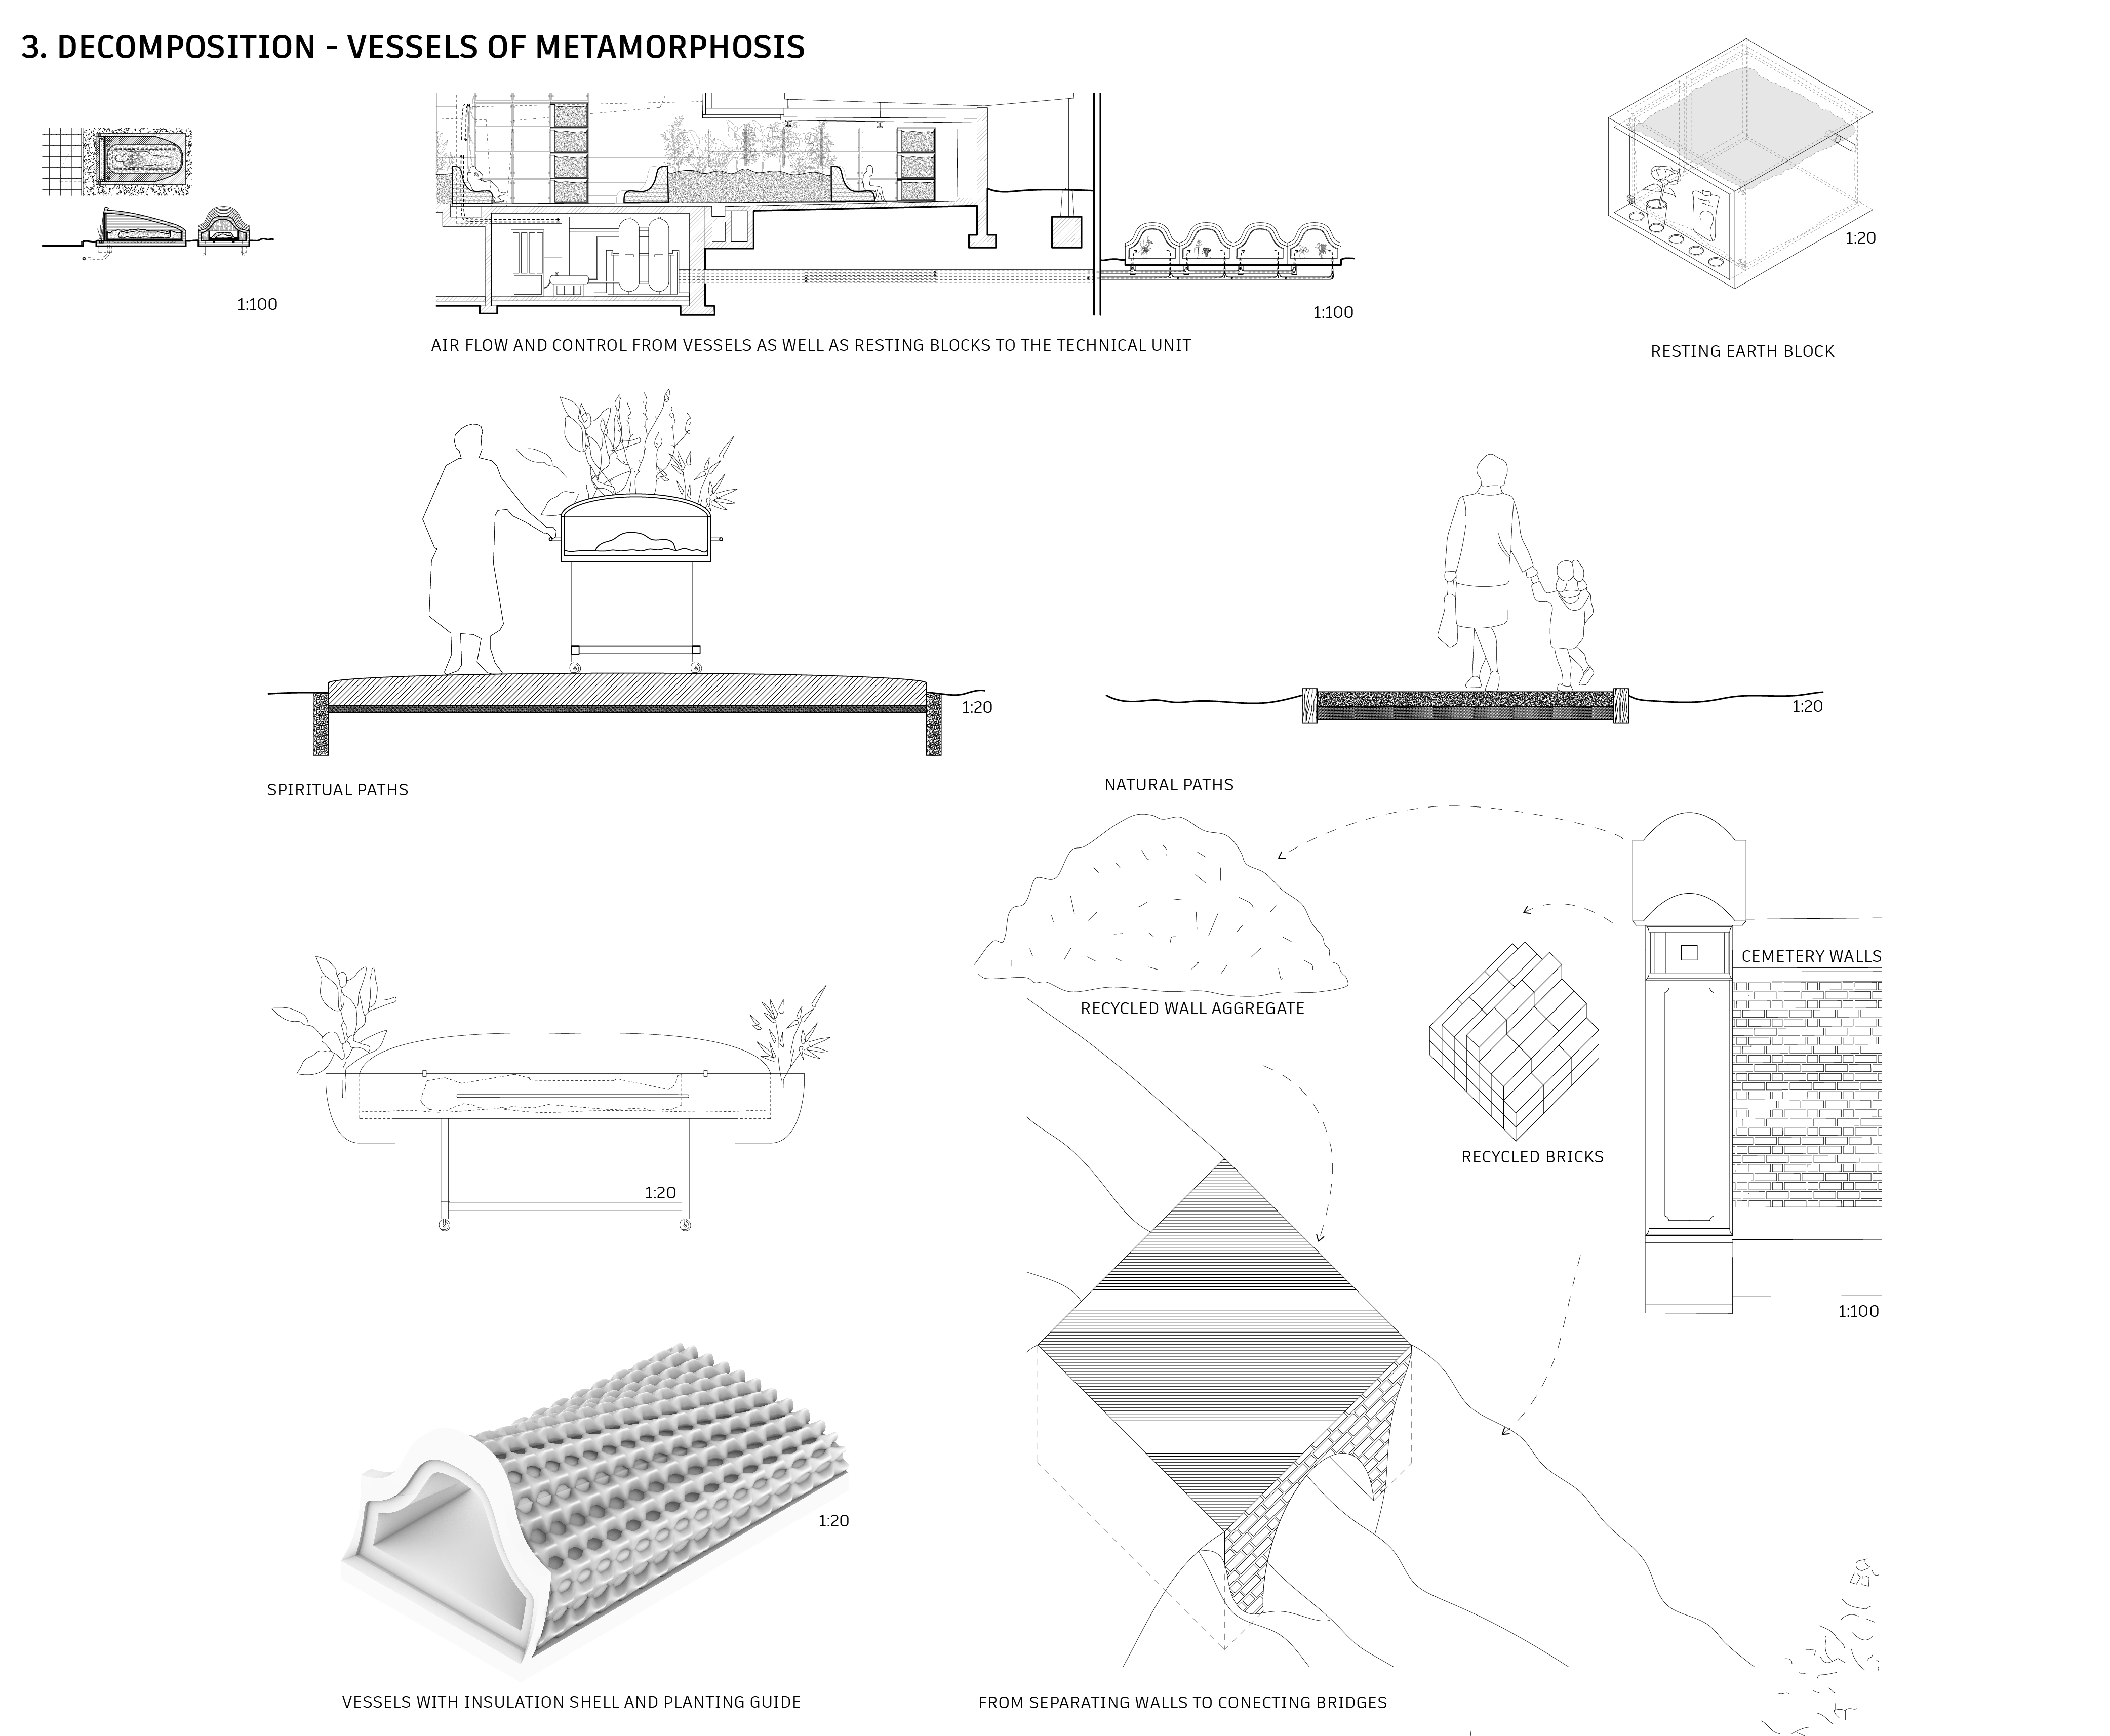 3. DECOMPOSITION - VESSELS OF METAMORPHOSIS
1:100
1:100
AIR FLOW AND CONTROL FROM VESSELS AS WELL AS RESTING BLOCKS TO THE TECHNICAL UNIT
1:20
RESTING EARTH BLOCK
1:20
SPIRITUAL PATHS
1:20
NATURAL PATHS
CEMETERY WALLS
RECYCLED WALL AGGREGATE
RECYCLED BRICKS
1:20
1:100
1:20
VESSELS WITH INSULATION SHELL AND PLANTING GUIDE
FROM SEPARATING WALLS TO CONECTING BRIDGES